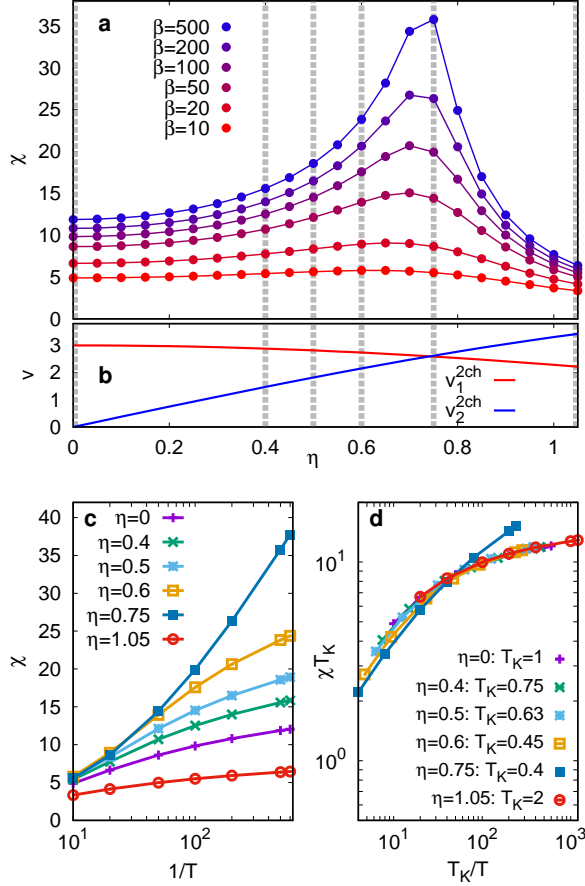 a
β=500
β=200
β=100
β=50
β=20
β=10
χ
35
30
25
20
15
10
5
0
b
v
3
2
1
0
v₁²ᶜʰ
v₂²ᶜʰ
0 0.2 0.4 0.6 0.8 1
η
c
η=0
η=0.4
η=0.5
η=0.6
η=0.75
η=1.05
χ
40
35
30
25
20
15
10
5
0
10¹ 10²
1/T
d
χT_K
10¹
10⁰
η=0: T_K=1
η=0.4: T_K=0.75
η=0.5: T_K=0.63
η=0.6: T_K=0.45
η=0.75: T_K=0.4
η=1.05: T_K=2
10¹ 10² 10³
T_K/T